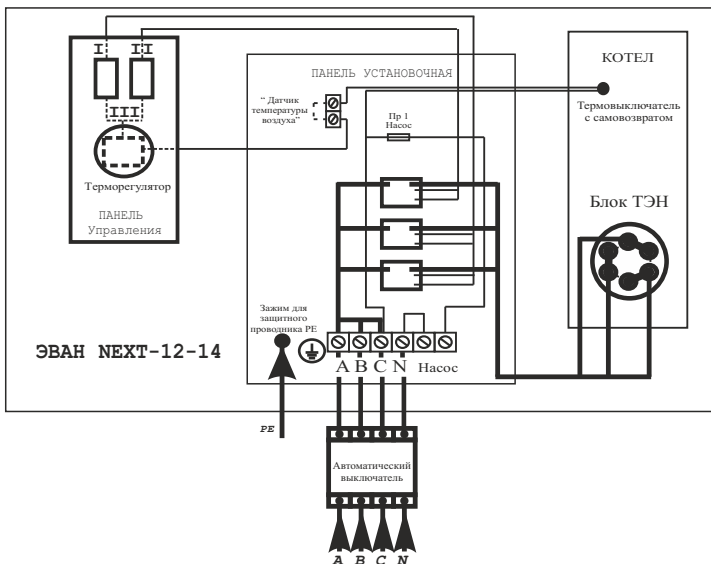 I II
III
Терморегулятор
ПАНЕЛЬ
Управления
ПАНЕЛЬ УСТАНОВОЧНАЯ
“ Датчик
температуры
воздуха”
Пр 1
Насос
КОТЕЛ
Термовыключатель
с самовозвратом
Блок ТЭН
Зажим для
защитного
проводника PE
ЭВАН NEXT-12-14
A B C N Насос
PE
Автоматический
выключатель
A B C N